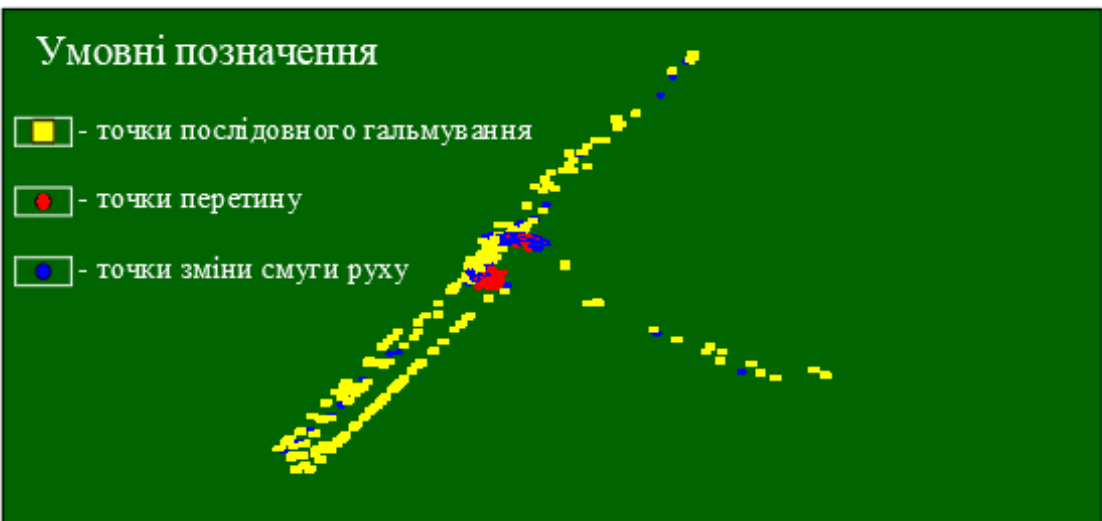 Умовні позначення
- точки послідовного гальмування
- точки перетину
- точки зміни смуги руху